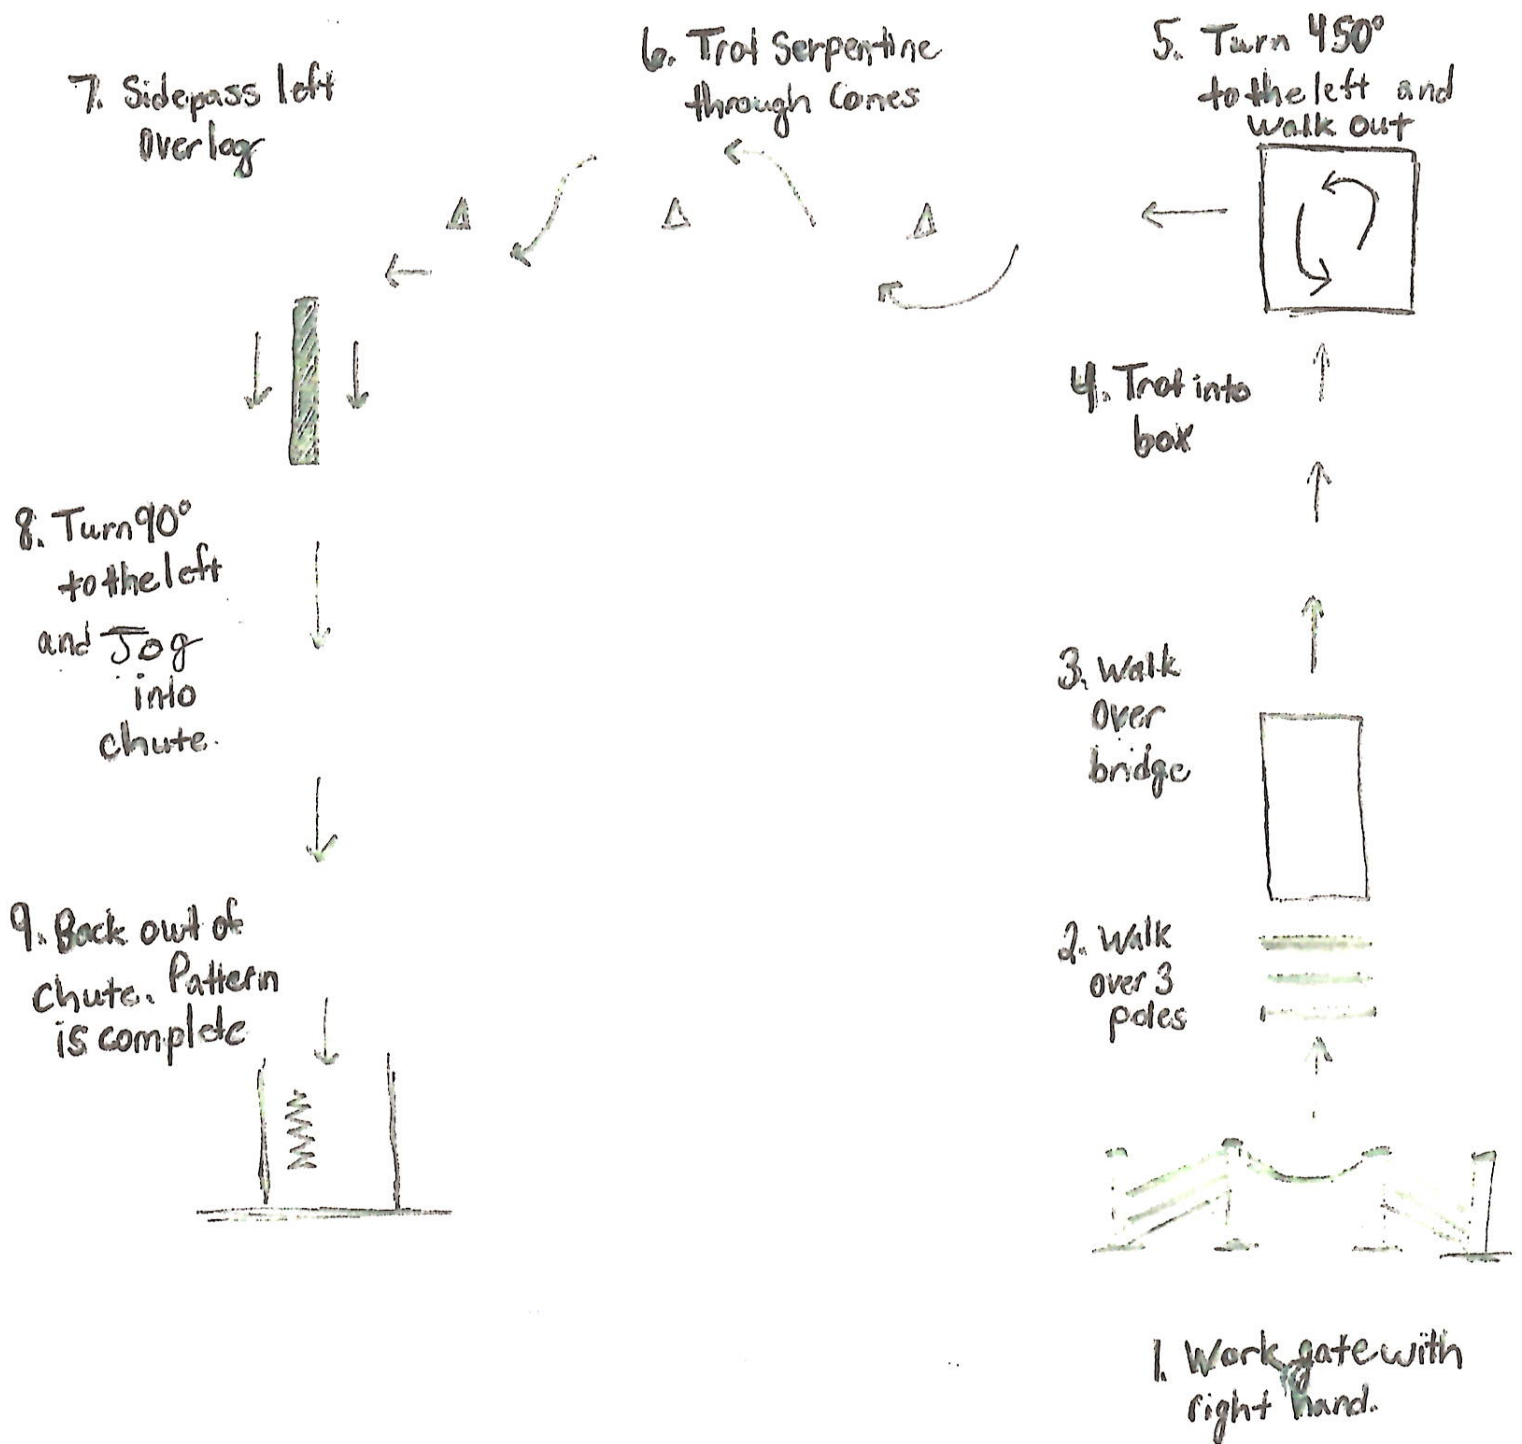 7. Sidepass left
over log
6. Trot Serpentine
through Cones
5. Turn 450°
to the left and
walk out
4. Trot into
box
8. Turn 90°
to the left
and Jog
into
chute.
3. Walk
over
bridge
9. Back out of
chute. Pattern
is complete
2. Walk
over 3
poles
1. Work gate with
right hand.